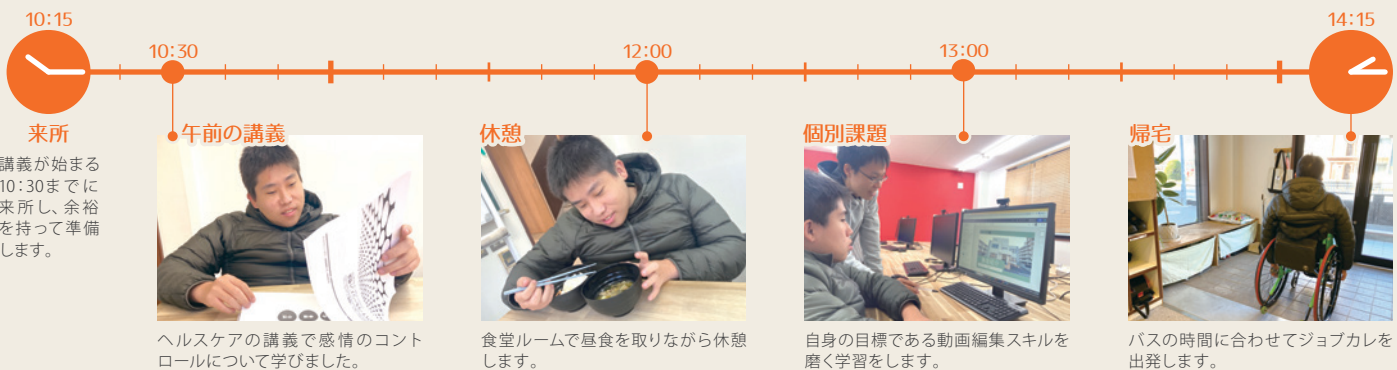 10:15
来所
講義が始まる
10:30までに
来所し、余裕
を持って準備
します。
10:30
午前の講義
ヘルスケアの講義で感情のコント
ロールについて学びました。
12:00
休憩
食堂ルームで昼食を取りながら休憩
します。
13:00
個別課題
自身の目標である動画編集スキルを
磨く学習をします。
14:15
帰宅
バスの時間に合わせてジョブカレを
出発します。